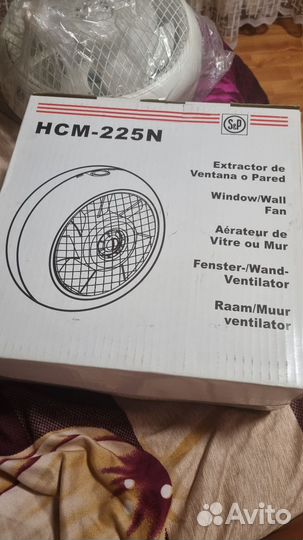 S&P
HCM-225N
Extractor de
Ventana o Pared
Window/Wall
Fan
Aérateur de
Vitre ou Mur
Fenster-/Wand-
Ventilator
Raam/Muur
ventilator
Avito